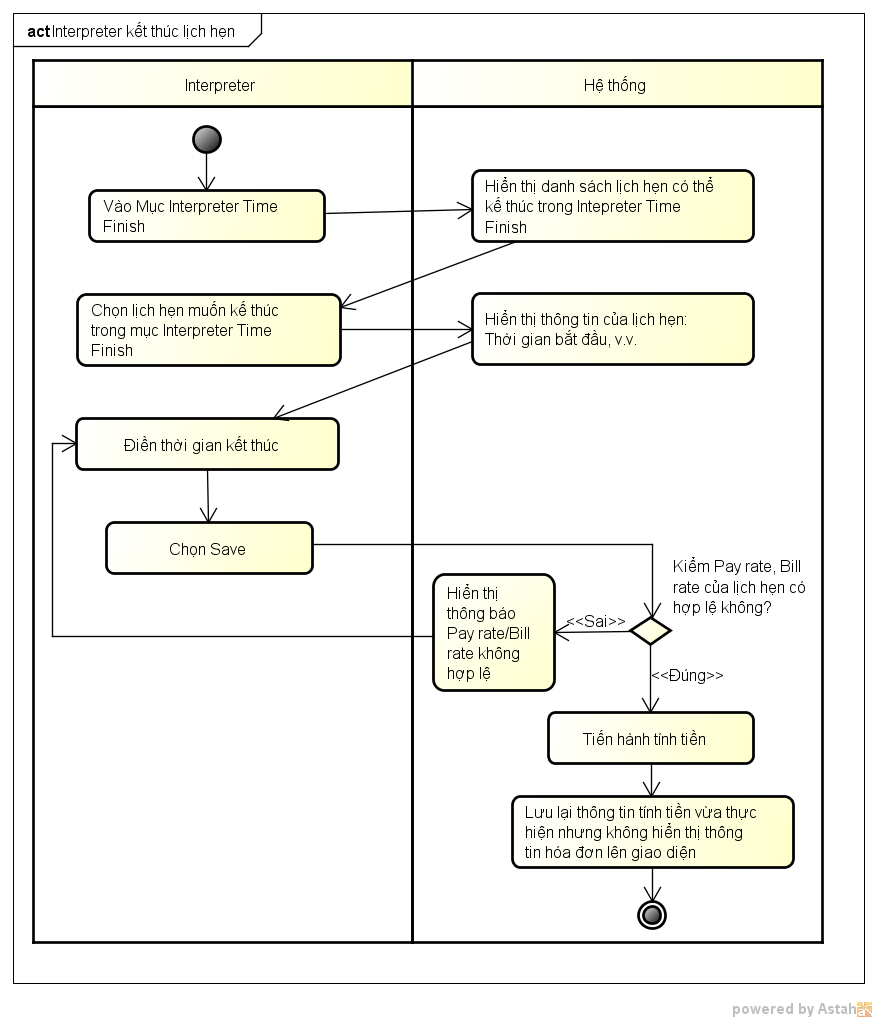 act Interpreter kết thúc lịch hẹn
Interpreter
Hệ thống
Vào Mục Interpreter Time
Finish
Hiển thị danh sách lịch hẹn có thể
kế thúc trong Intepreter Time
Finish
Chọn lịch hẹn muốn kế thúc
trong mục Interpreter Time
Finish
Hiển thị thông tin của lịch hẹn:
Thời gian bắt đầu, v.v.
Điền thời gian kết thúc
Chọn Save
Kiểm Pay rate, Bill
rate của lịch hẹn có
hợp lệ không?
<<Sai>>
Hiển thị
thông báo
Pay rate/Bill
rate không
hợp lệ
<<Đúng>>
Tiến hành tính tiền
Lưu lại thông tin tính tiền vừa thực
hiện nhưng không hiển thị thông
tin hóa đơn lên giao diện
powered by Astah